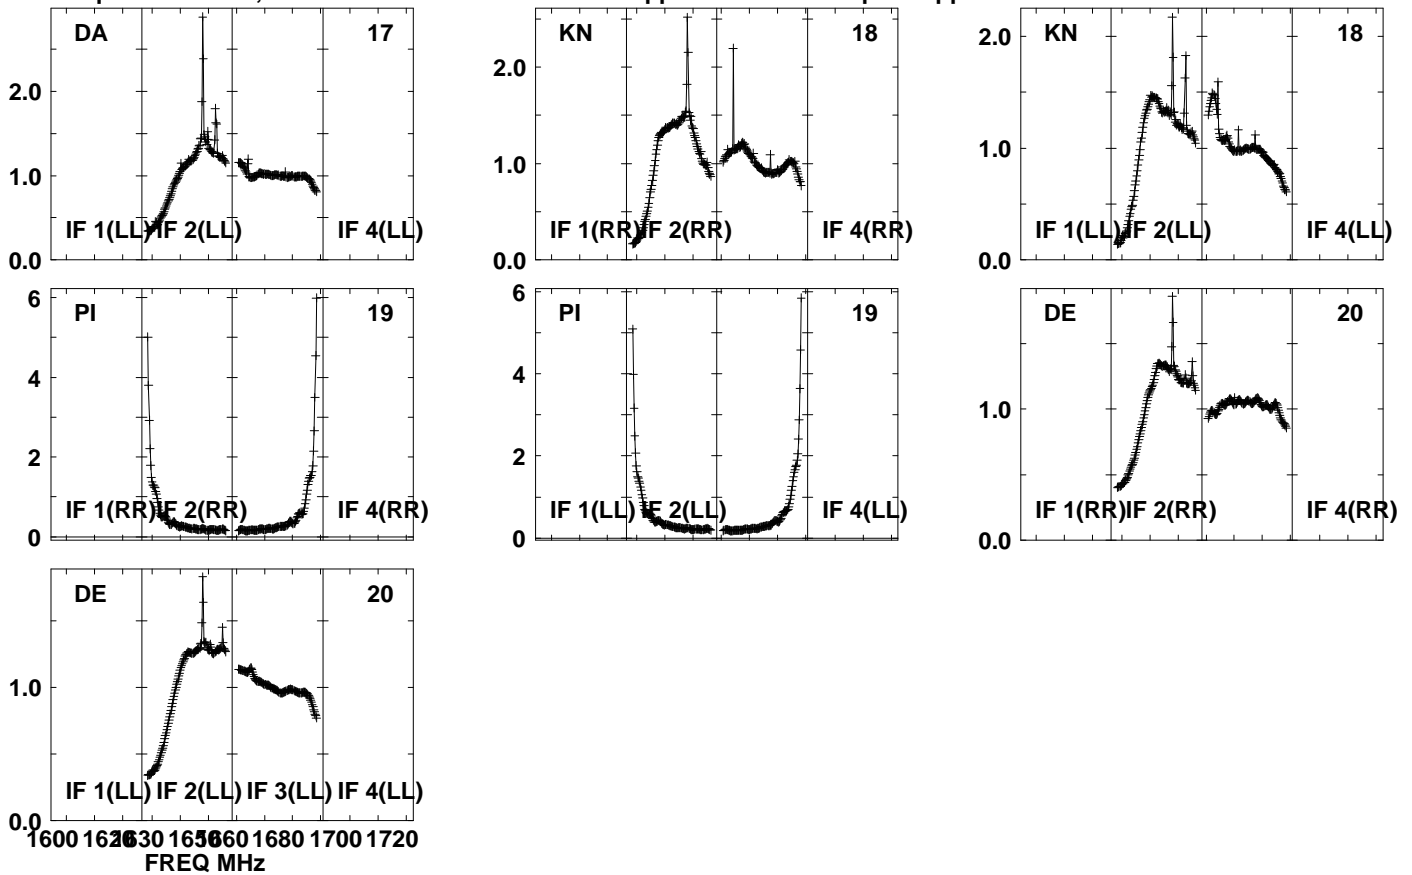 DA 17
2.0
1.0
0.0
IF 1(LL) IF 2(LL) IF 4(LL)
KN 18
2.0
1.0
0.0
IF 1(RR) IF 2(RR) IF 4(RR)
KN 18
2.0
1.0
0.0
IF 1(LL) IF 2(LL) IF 4(LL)
PI 19
6
4
2
0
IF 1(RR) IF 2(RR) IF 4(RR)
PI 19
6
4
2
0
IF 1(LL) IF 2(LL) IF 4(LL)
DE 20
1.0
0.0
IF 1(RR) IF 2(RR) IF 4(RR)
DE 20
1.0
0.0
IF 1(LL) IF 2(LL) IF 3(LL) IF 4(LL)
1600 1680 1700 1720
FREQ MHz